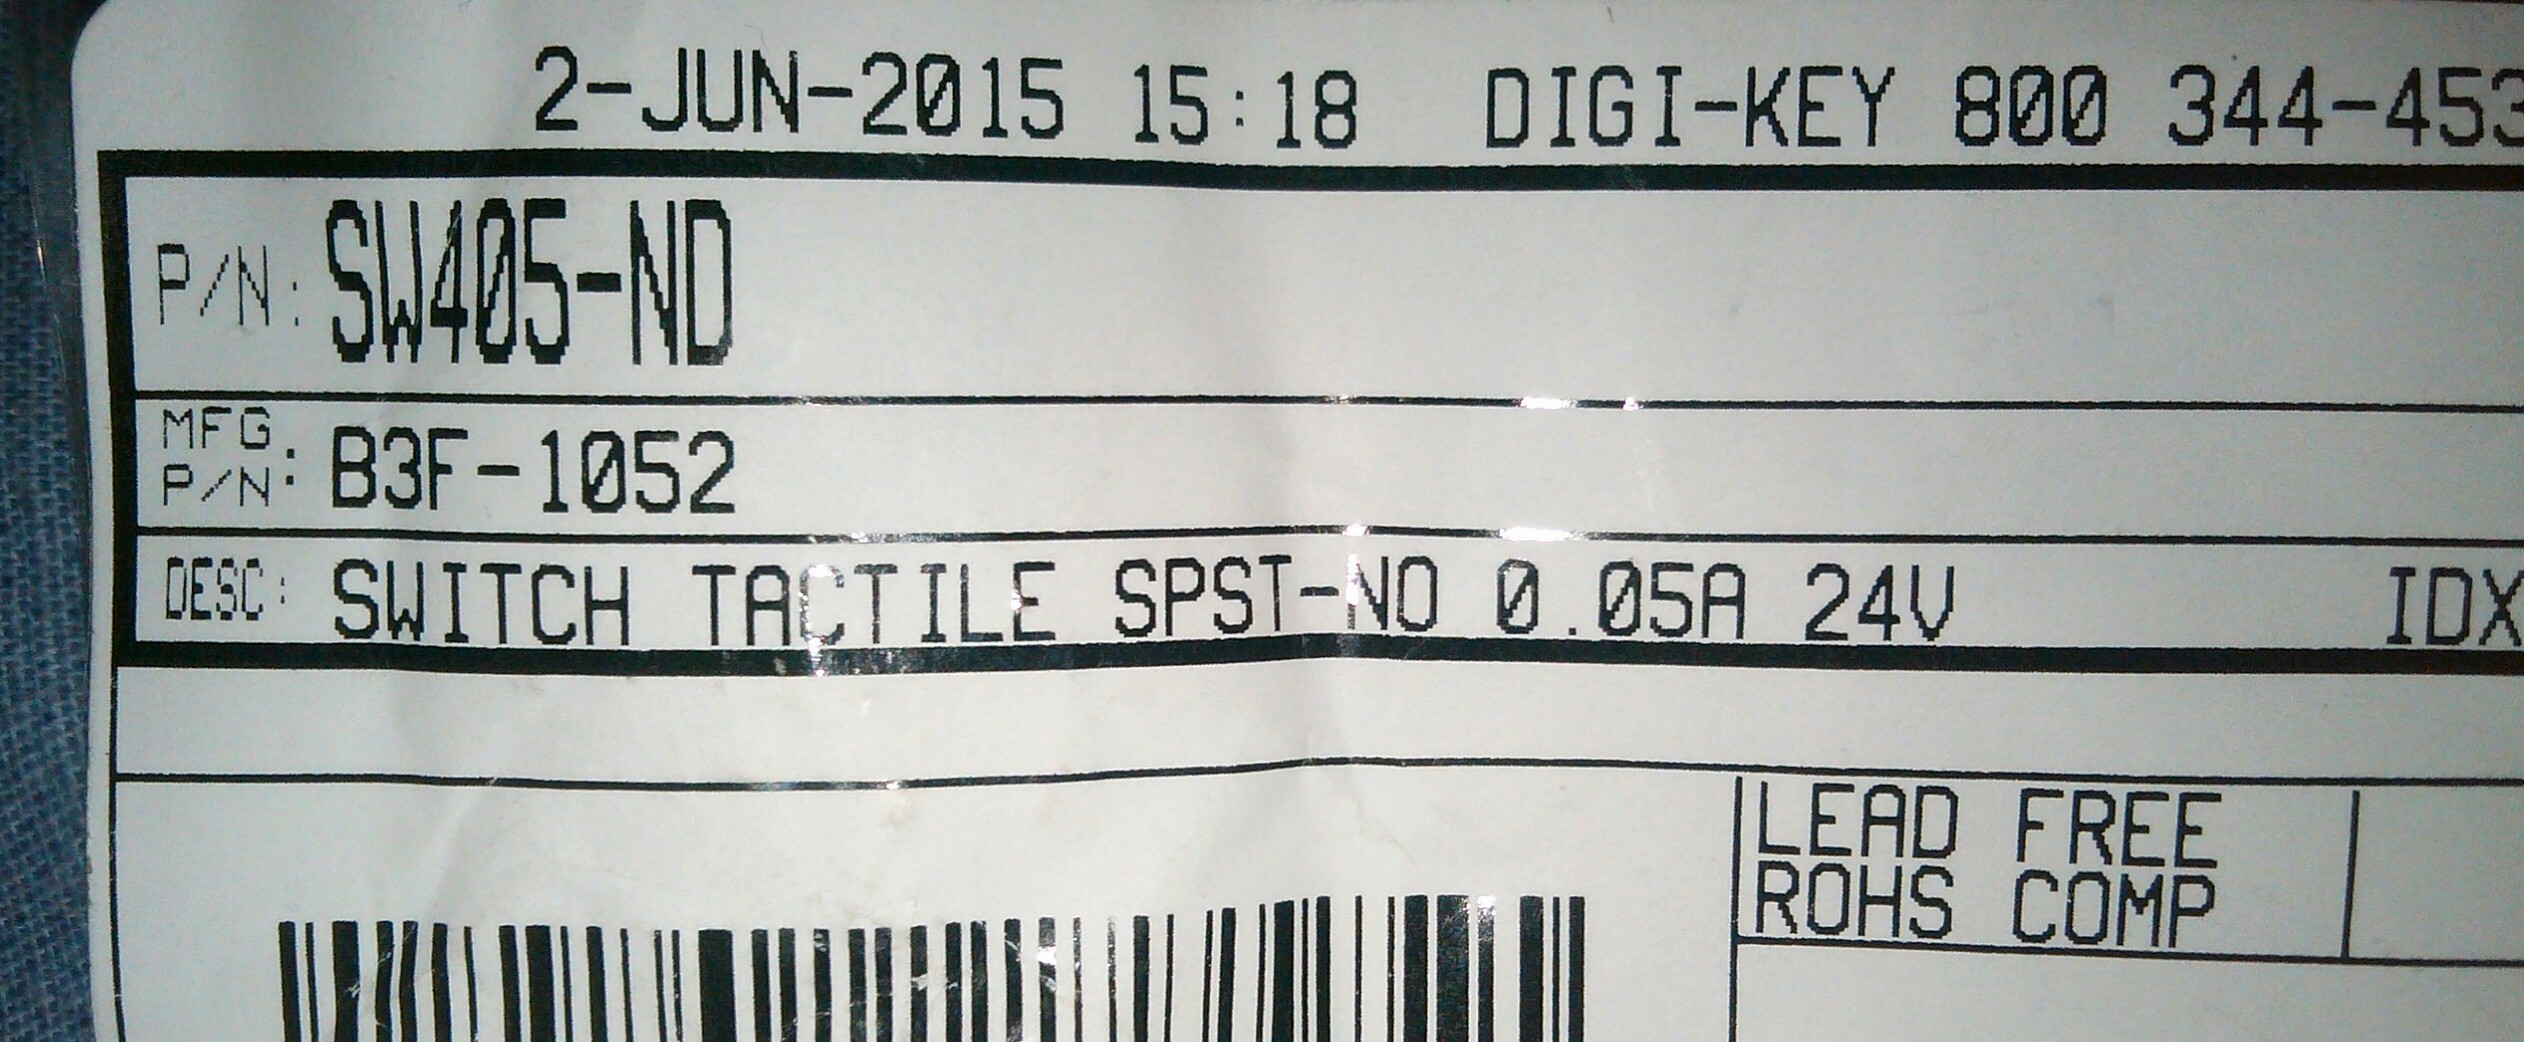 2-JUN-2015 15:18 DIGI-KEY 800 344-453
P/N: SW405-ND
MFG. P/N: B3F-1052
DESC: SWITCH TACTILE SPST-NO 0.05A 24V IDX
LEAD FREE
ROHS COMP